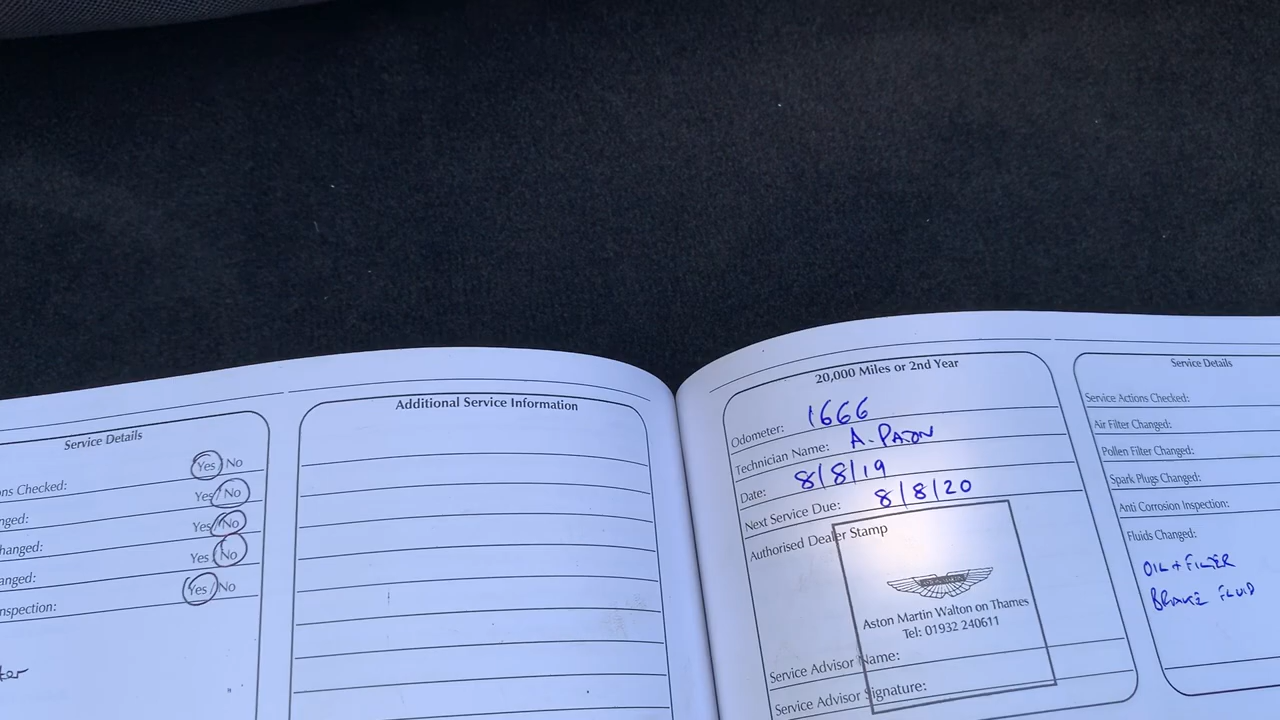 Service Details
ns Checked: Yes / No
nged: Yes / No
hanged: Yes / No
anged: Yes / No
nspection: Yes / No
ter
Additional Service Information
20,000 Miles or 2nd Year
Odometer: 1666
Technician Name: A. PATON
Date: 8/8/19
Next Service Due: 8/8/20
Authorised Dealer Stamp
ASTON MARTIN
Aston Martin Walton on Thames
Tel: 01932 240611
Service Advisor Name:
Service Advisor Signature:
Service Details
Service Actions Checked:
Air Filter Changed:
Pollen Filter Changed:
Spark Plugs Changed:
Anti Corrosion Inspection:
Fluids Changed:
OIL + FILTER
BRAKE FLUID